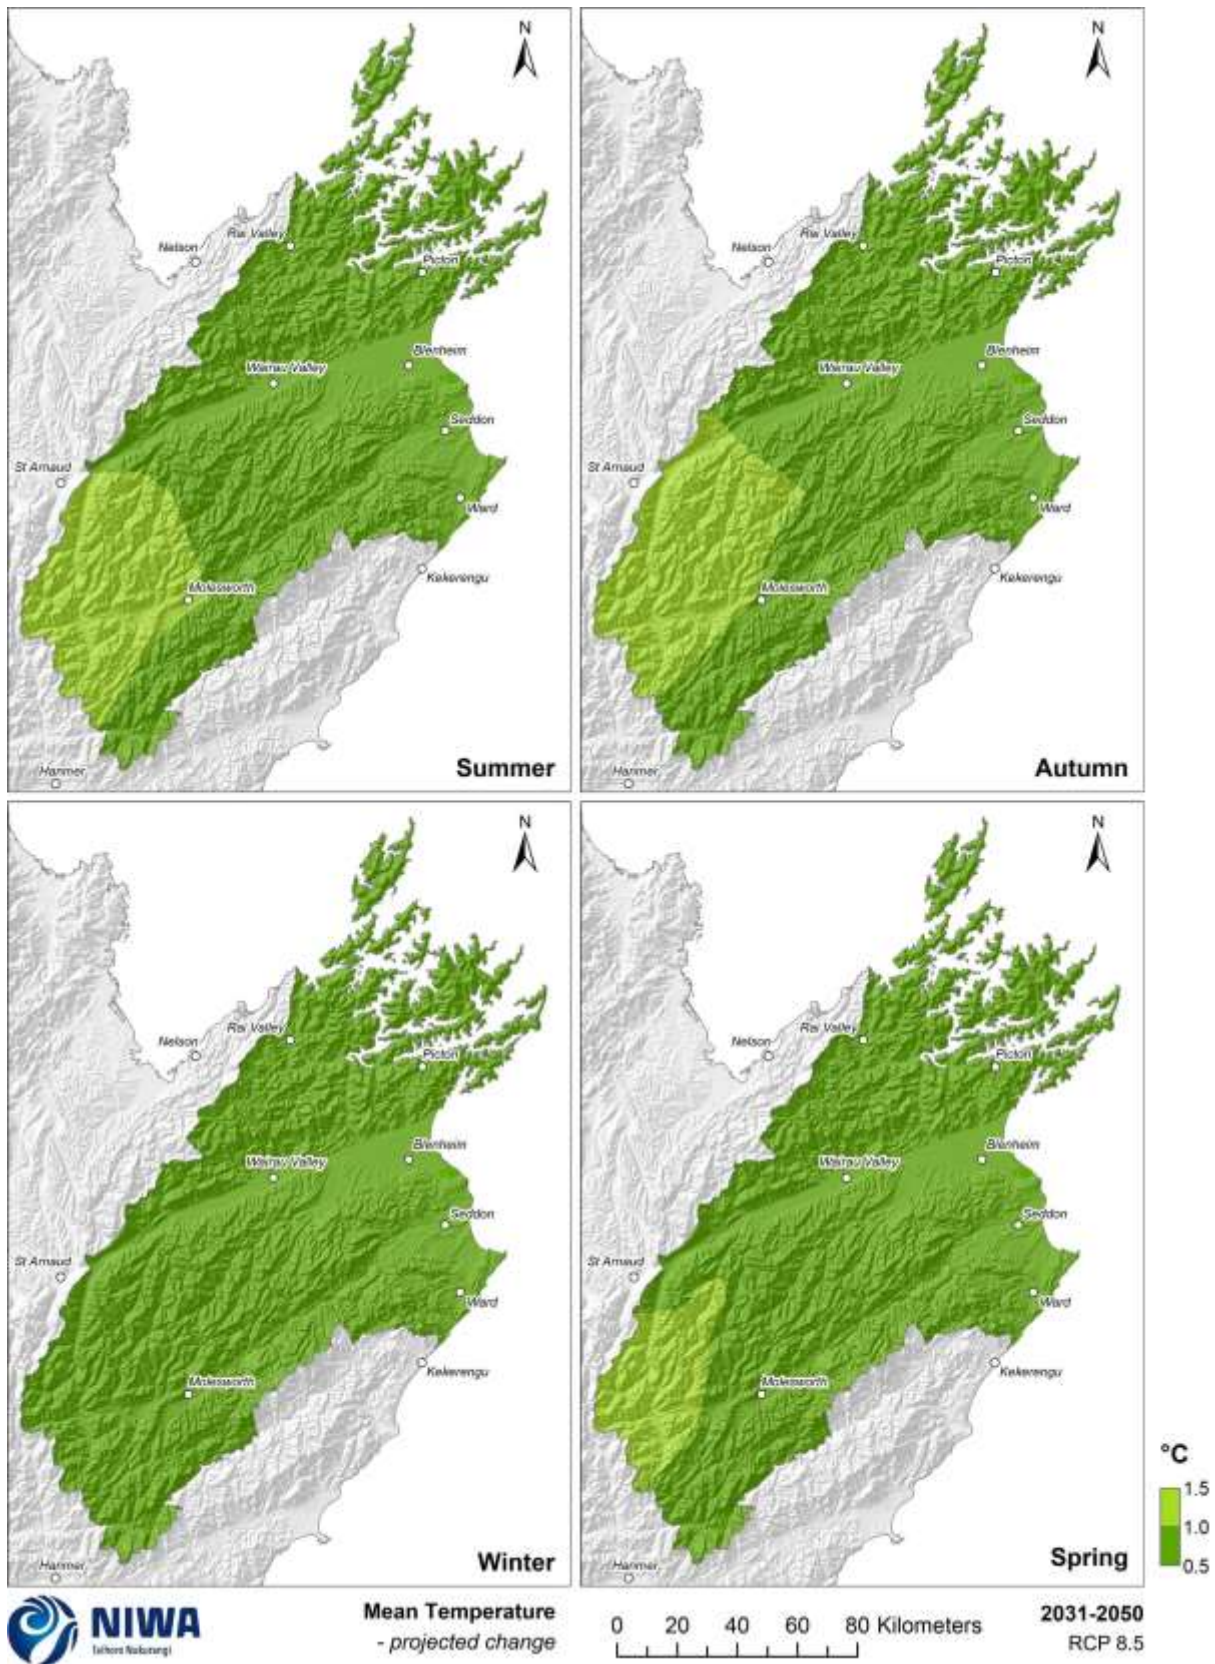 N
Rai Valley
Nelson
Picton
Blenheim
Wairau Valley
Seddon
St Arnaud
Ward
Kekerengu
Molesworth
Hanmer
Summer
N
Rai Valley
Nelson
Picton
Blenheim
Wairau Valley
Seddon
St Arnaud
Ward
Kekerengu
Molesworth
Hanmer
Autumn
N
Rai Valley
Nelson
Picton
Blenheim
Wairau Valley
Seddon
St Arnaud
Ward
Kekerengu
Molesworth
Hanmer
Winter
N
Rai Valley
Nelson
Picton
Blenheim
Wairau Valley
Seddon
St Arnaud
Ward
Kekerengu
Molesworth
Hanmer
Spring
°C
1.5
1.0
0.5
NIWA
Taihoro Nukurangi
Mean Temperature
- projected change
0 20 40 60 80 Kilometers
2031-2050
RCP 8.5